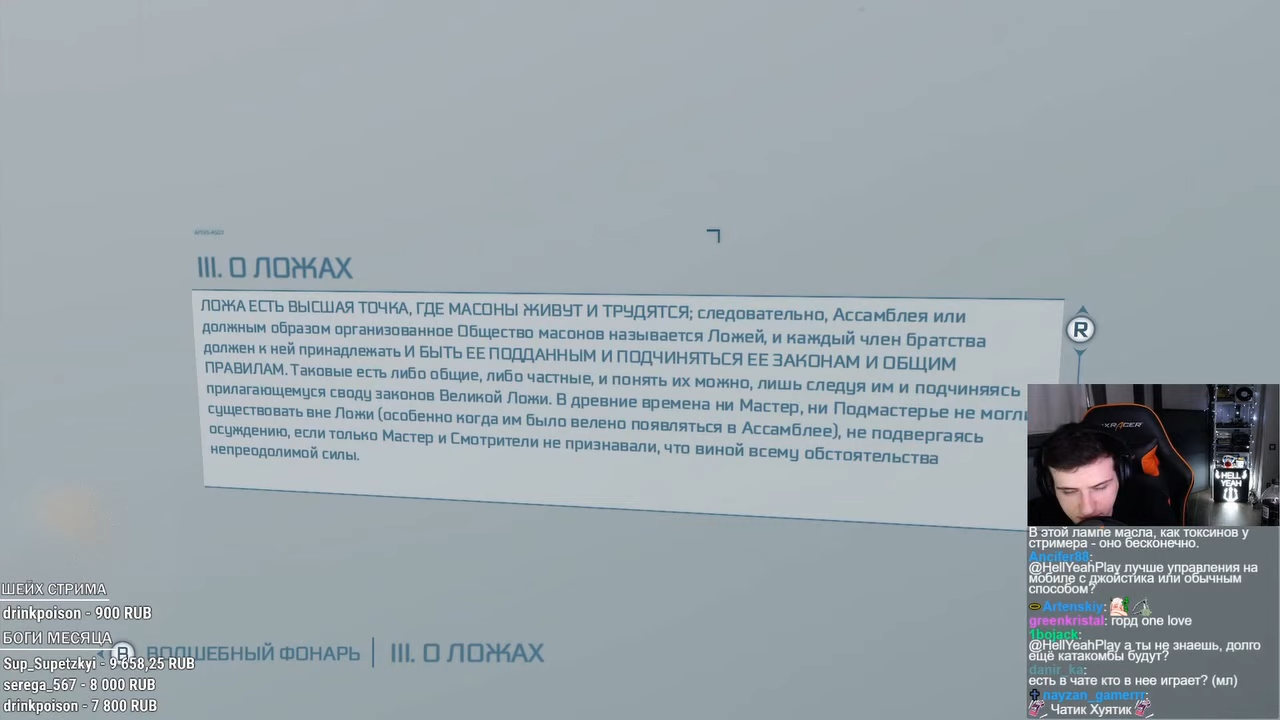 III. О ЛОЖАХ
ЛОЖА ЕСТЬ ВЫСШАЯ ТОЧКА, ГДЕ МАСОНЫ ЖИВУТ И ТРУДЯТСЯ; следовательно, Ассамблея или
должным образом организованное Общество масонов называется Ложей, и каждый член братства
должен к ней принадлежать И БЫТЬ ЕЕ ПОДДАННЫМ И ПОДЧИНЯТЬСЯ ЕЕ ЗАКОНАМ И ОБЩИМ
ПРАВИЛАМ. Таковые есть либо общие, либо частные, и понять их можно, лишь следуя им и подчиняясь
прилагающемуся своду законов Великой Ложи. В древние времена ни Мастер, ни Подмастерье не могли
существовать вне Ложи (особенно когда им было велено появляться в Ассамблее), не подвергаясь
осуждению, если только Мастер и Смотрители не признавали, что виной всему обстоятельства
непреодолимой силы.
R
HELL
YEAH
В этой лампе масла, как токсинов у
стримера - оно бесконечно.
Ancifer88:
@HellYeahPlay лучше управления на
мобиле с джойстика или обычным
способом?
Artenskiy:
greenkristal: горд one love
1bojack:
@HellYeahPlay а ты не знаешь, долго
ещё катакомбы будут?
danir_ka:
есть в чате кто в нее играет? (мл)
nayzan_gamerrr:
Чатик Хуятик
ШЕЙХ СТРИМА
drinkpoison - 900 RUB
БОГИ МЕСЯЦА
Sup_Supetzkyi - 9 658,25 RUB
serega_567 - 8 000 RUB
drinkpoison - 7 800 RUB
B ВОЛШЕБНЫЙ ФОНАРЬ | III. О ЛОЖАХ